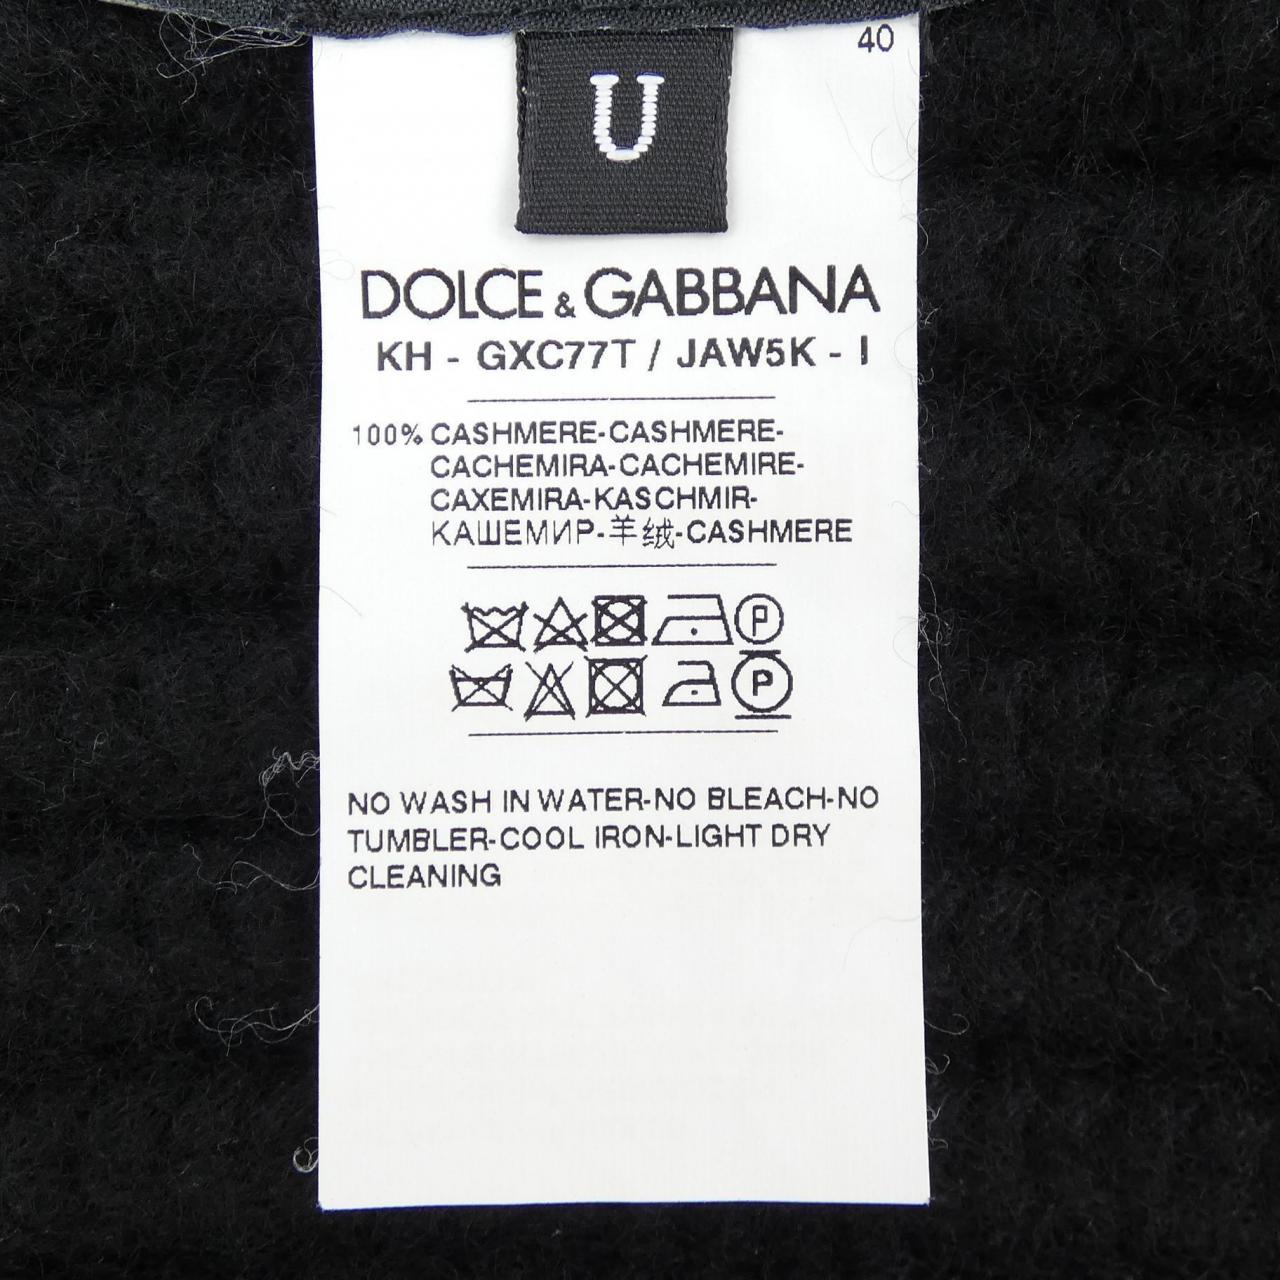 40
U
DOLCE & GABBANA
KH - GXC77T / JAW5K - I
100% CASHMERE-CASHMERE-
CACHEMIRA-CACHEMIRE-
CAXEMIRA-KASCHMIR-
КАШЕМИР-羊绒-CASHMERE
P
P
NO WASH IN WATER-NO BLEACH-NO
TUMBLER-COOL IRON-LIGHT DRY
CLEANING